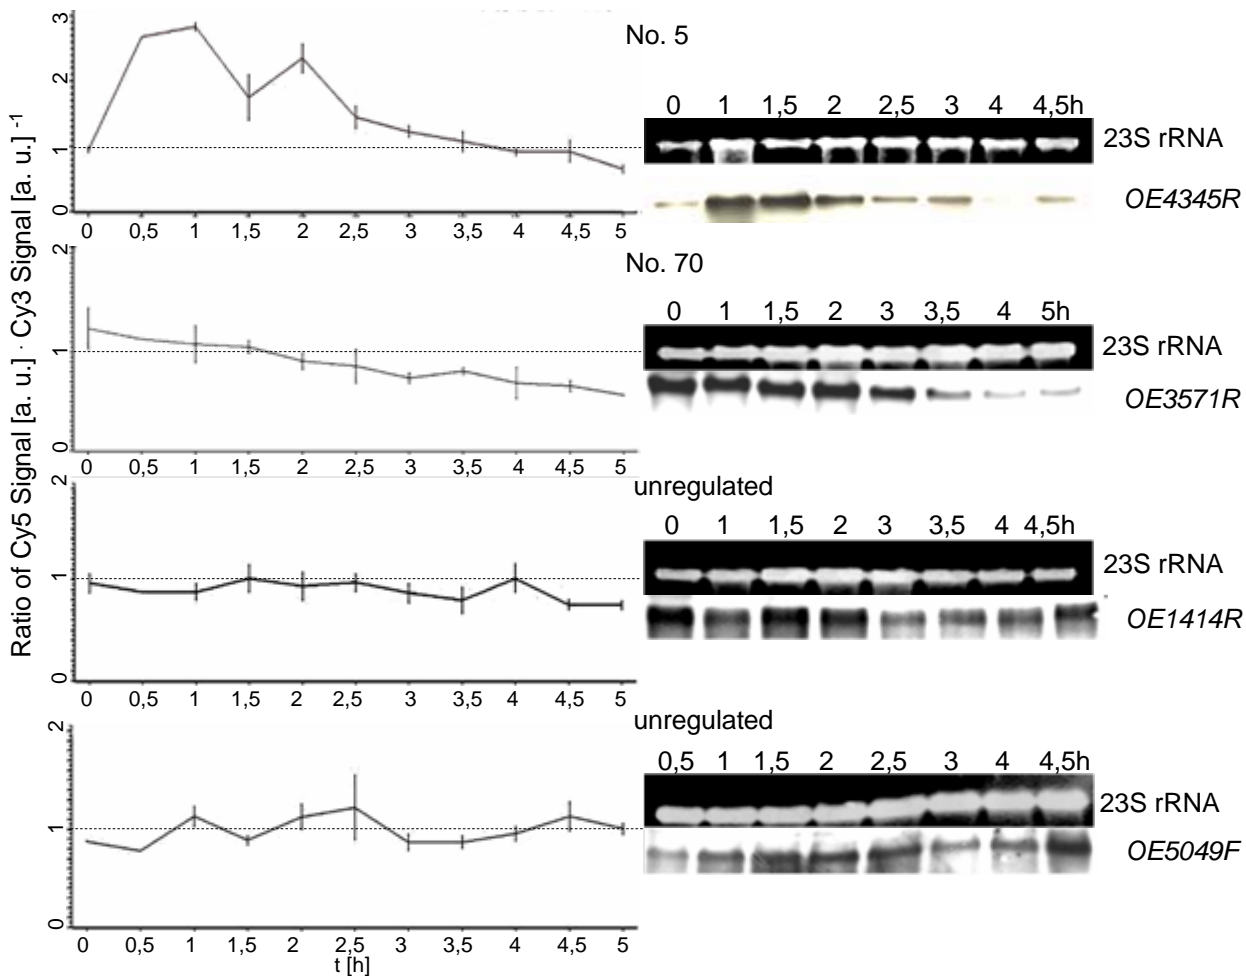 Ratio of Cy5 Signal [a. u.] · Cy3 Signal [a. u.] -1
3
2
1
0
0 0,5 1 1,5 2 2,5 3 3,5 4 4,5 5
No. 5
0 1 1,5 2 2,5 3 4 4,5h
23S rRNA
OE4345R
2
1
0
0 0,5 1 1,5 2 2,5 3 3,5 4 4,5 5
No. 70
0 1 1,5 2 3 3,5 4 5h
23S rRNA
OE3571R
2
1
0
0 0,5 1 1,5 2 2,5 3 3,5 4 4,5 5
unregulated
0 1 1,5 2 3 3,5 4 4,5h
23S rRNA
OE1414R
2
1
0
0 0,5 1 1,5 2 2,5 3 3,5 4 4,5 5
t [h]
unregulated
0,5 1 1,5 2 2,5 3 4 4,5h
23S rRNA
OE5049F